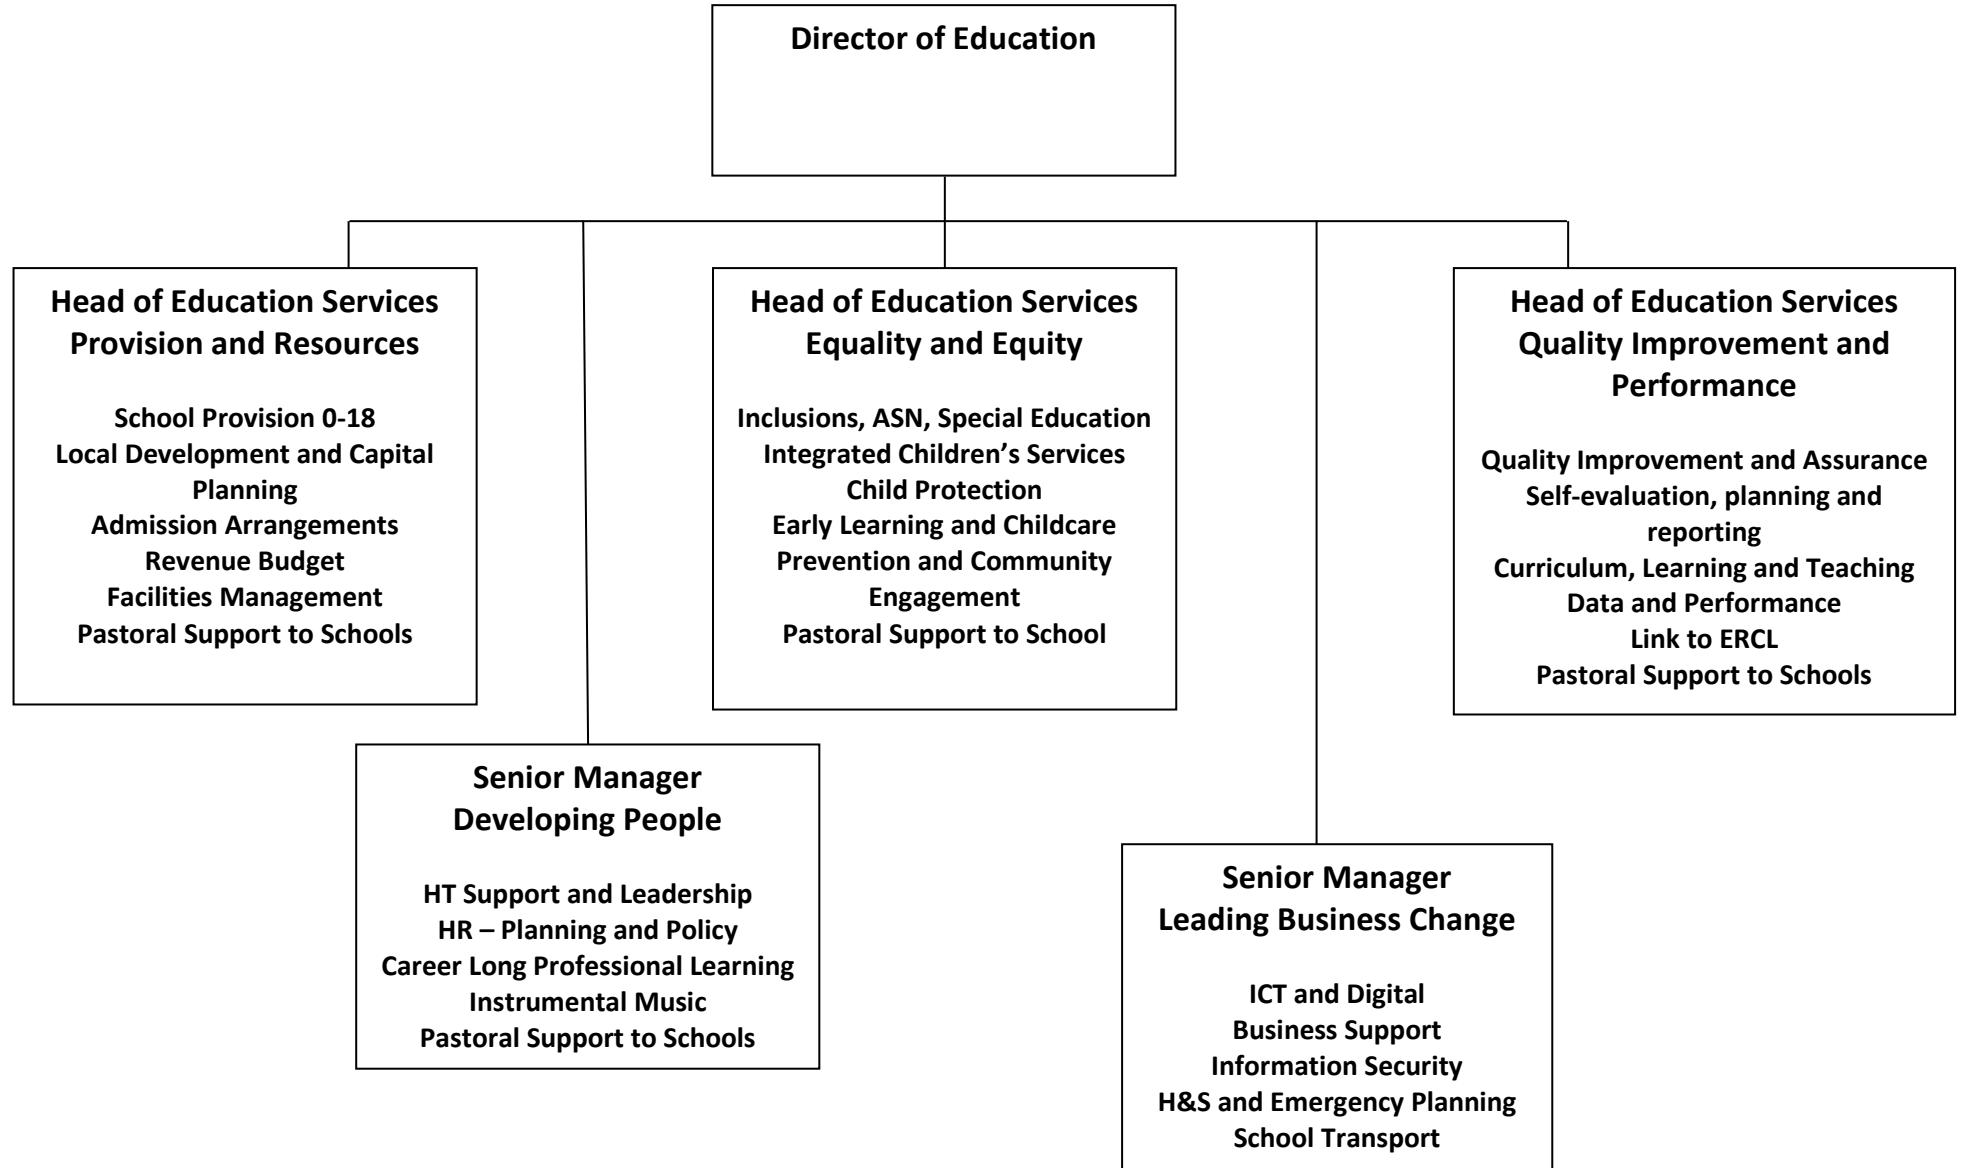 Director of Education
Head of Education Services
Provision and Resources
School Provision 0-18
Local Development and Capital
Planning
Admission Arrangements
Revenue Budget
Facilities Management
Pastoral Support to Schools
Head of Education Services
Equality and Equity
Inclusions, ASN, Special Education
Integrated Children’s Services
Child Protection
Early Learning and Childcare
Prevention and Community
Engagement
Pastoral Support to School
Head of Education Services
Quality Improvement and
Performance
Quality Improvement and Assurance
Self-evaluation, planning and
reporting
Curriculum, Learning and Teaching
Data and Performance
Link to ERCL
Pastoral Support to Schools
Senior Manager
Developing People
HT Support and Leadership
HR – Planning and Policy
Career Long Professional Learning
Instrumental Music
Pastoral Support to Schools
Senior Manager
Leading Business Change
ICT and Digital
Business Support
Information Security
H&S and Emergency Planning
School Transport